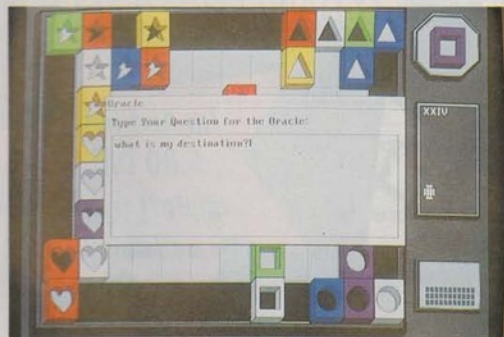 Oracle
Type Your Question for the Oracle:
what is my destination?
XXIV